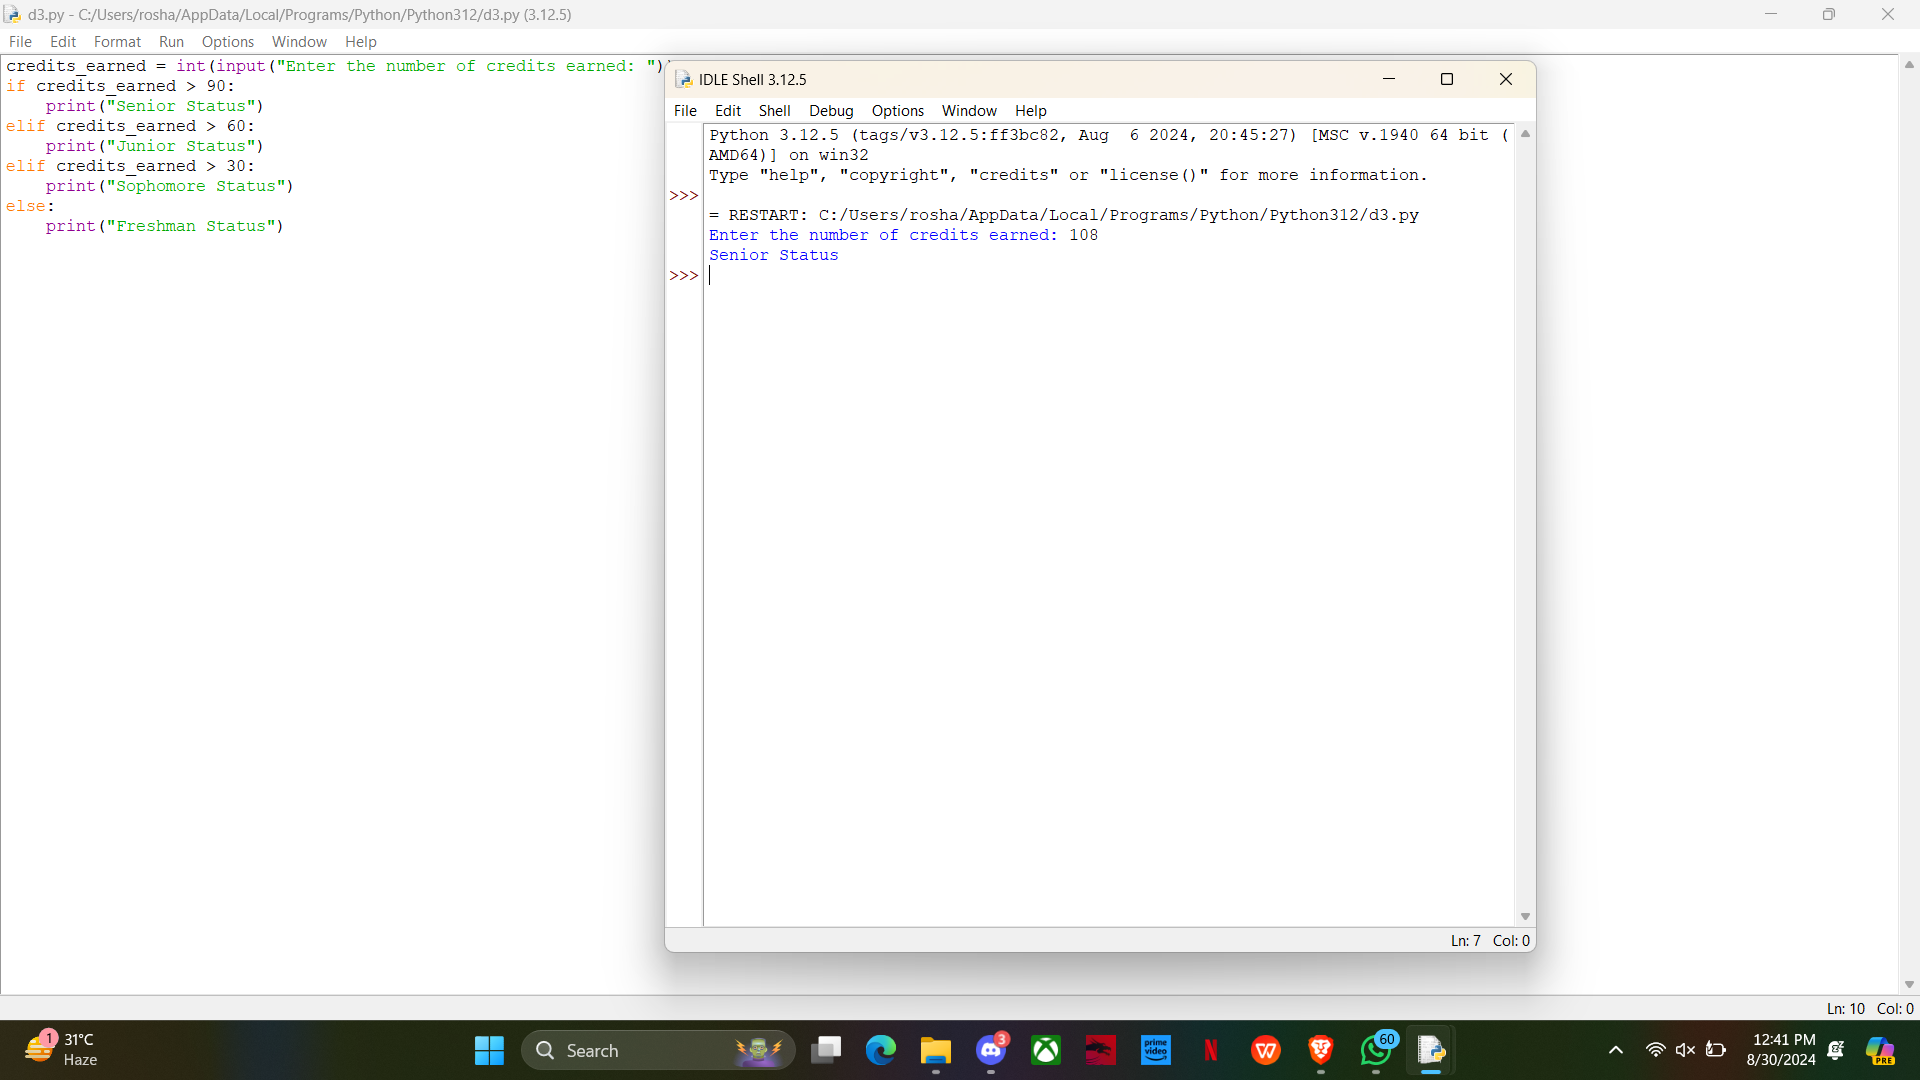 d3.py - C:/Users/rosha/AppData/Local/Programs/Python/Python312/d3.py (3.12.5)
File Edit Format Run Options Window Help
credits_earned = int(input("Enter the number of credits earned: ")
if credits_earned > 90:
    print("Senior Status")
elif credits_earned > 60:
    print("Junior Status")
elif credits_earned > 30:
    print("Sophomore Status")
else:
    print("Freshman Status")
IDLE Shell 3.12.5
File Edit Shell Debug Options Window Help
Python 3.12.5 (tags/v3.12.5:ff3bc82, Aug  6 2024, 20:45:27) [MSC v.1940 64 bit (
AMD64)] on win32
Type "help", "copyright", "credits" or "license()" for more information.
>>>
= RESTART: C:/Users/rosha/AppData/Local/Programs/Python/Python312/d3.py
Enter the number of credits earned: 108
Senior Status
>>>
Ln: 7 Col: 0
Ln: 10 Col: 0
1
31°C
Haze
Search
3
prime video
N
W
60
12:41 PM
8/30/2024
PRE